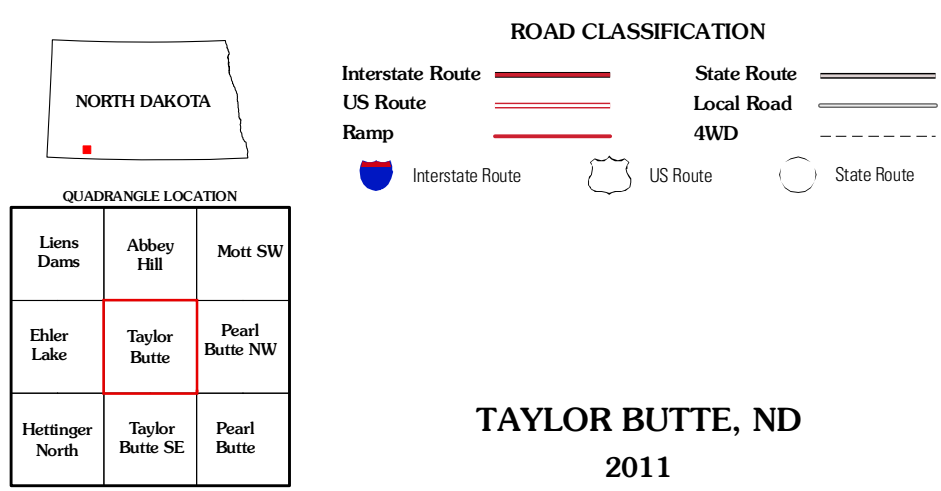 ROAD CLASSIFICATION
Interstate Route
State Route
US Route
Local Road
Ramp
4WD
Interstate Route
US Route
State Route
NORTH DAKOTA
QUADRANGLE LOCATION
Liens
Dams
Abbey
Hill
Mott SW
Ehler
Lake
Taylor
Butte
Pearl
Butte NW
Hettinger
North
Taylor
Butte SE
Pearl
Butte
TAYLOR BUTTE, ND
2011